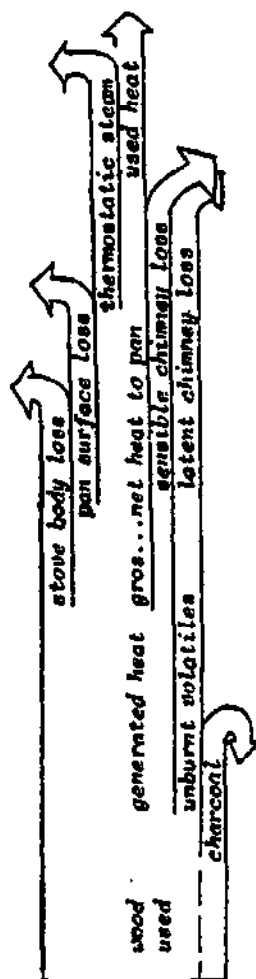 stove body loss
pan surface loss
thermostatic steam
used heat
wood used
generated heat
gros...net heat to pan
sensible chimney loss
unburnt volatiles
latent chimney loss
charcoal